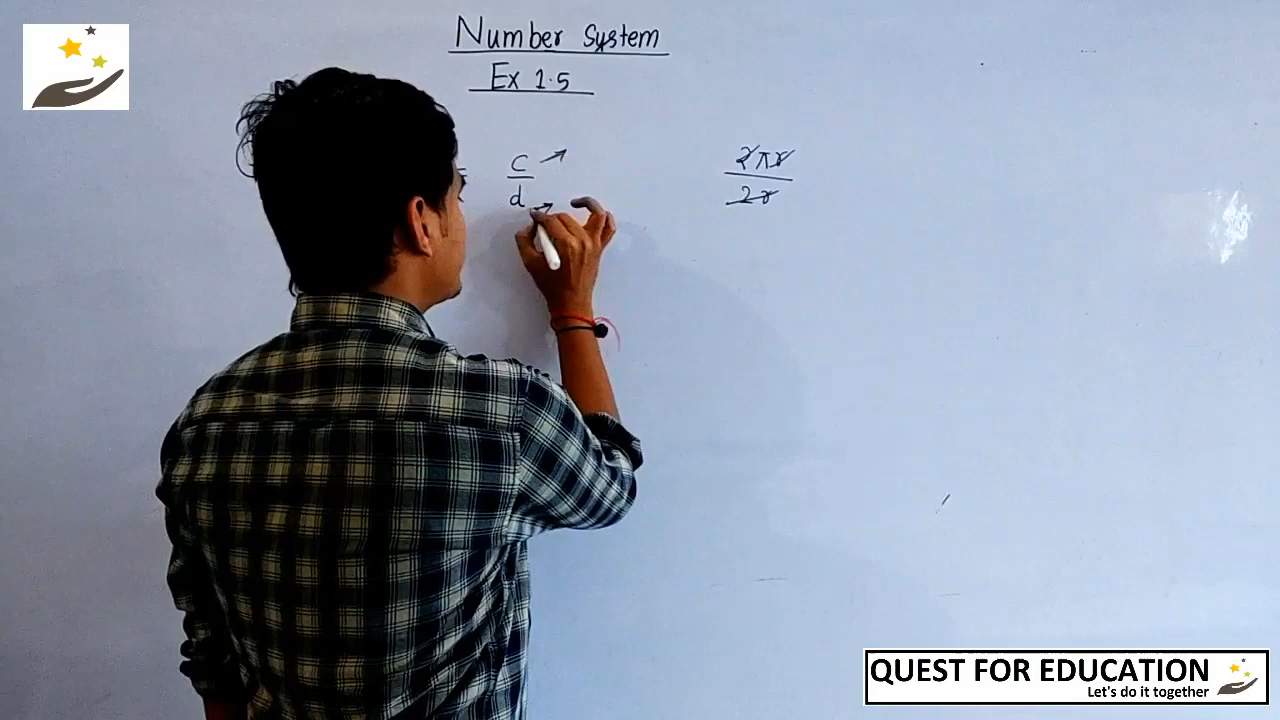 Number System
Ex 1.5
= c/d
2πr/2r
QUEST FOR EDUCATION
Let's do it together